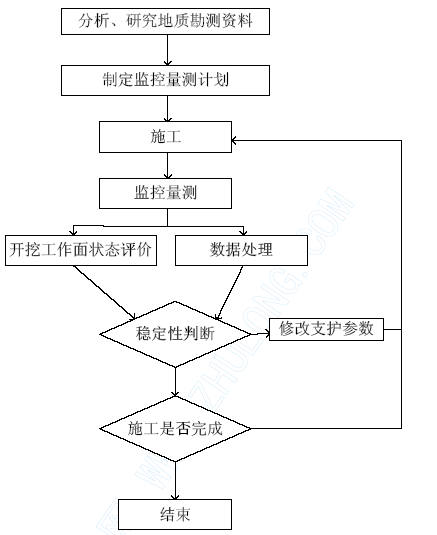 分析、研究地质勘测资料
制定监控量测计划
施工
监控量测
开挖工作面状态评价
数据处理
稳定性判断
修改支护参数
施工是否完成
结束